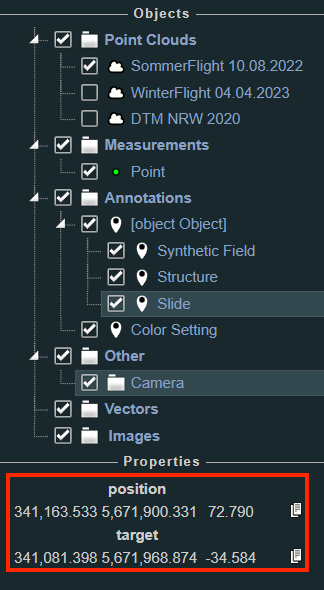 Objects
Point Clouds
SommerFlight 10.08.2022
WinterFlight 04.04.2023
DTM NRW 2020
Measurements
Point
Annotations
[object Object]
Synthetic Field
Structure
Slide
Color Setting
Other
Camera
Vectors
Images
Properties
position
341,163.533 5,671,900.331 72.790
target
341,081.398 5,671,968.874 -34.584